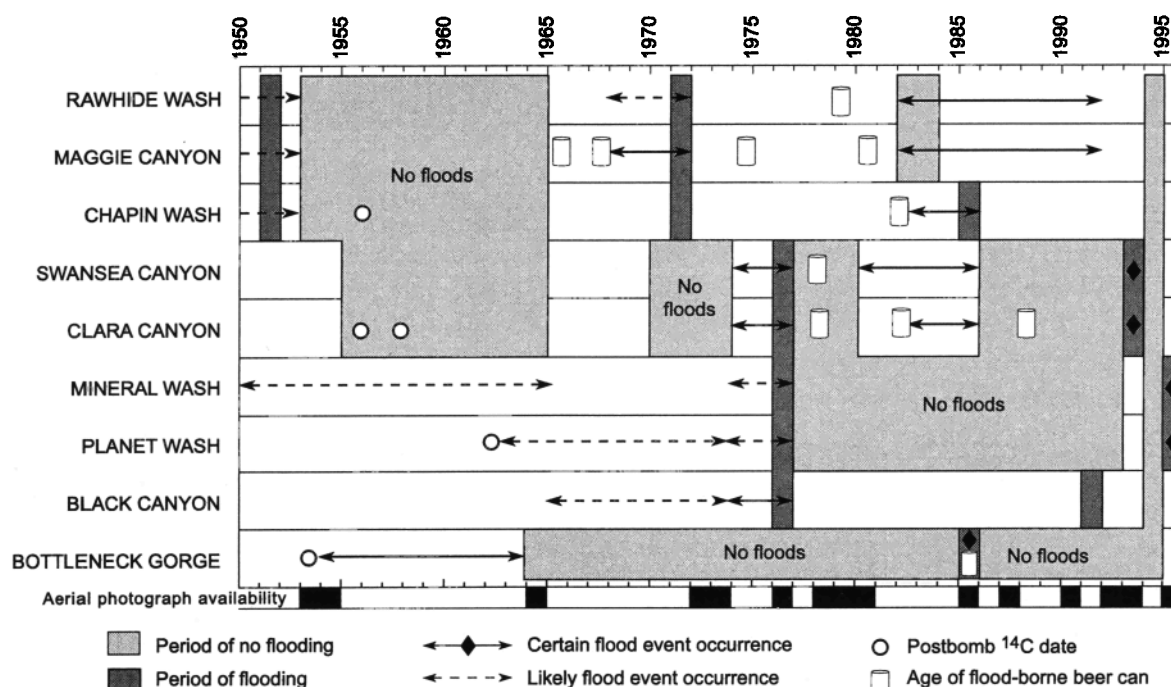 1950 1955 1960 1965 1970 1975 1980 1985 1990 1995
RAWHIDE WASH
MAGGIE CANYON
No floods
CHAPIN WASH
SWANSEA CANYON
No
floods
CLARA CANYON
MINERAL WASH
No floods
PLANET WASH
BLACK CANYON
BOTTLENECK GORGE
No floods
No floods
Aerial photograph availability
Period of no flooding
Certain flood event occurrence
Postbomb ¹⁴C date
Period of flooding
Likely flood event occurrence
Age of flood-borne beer can